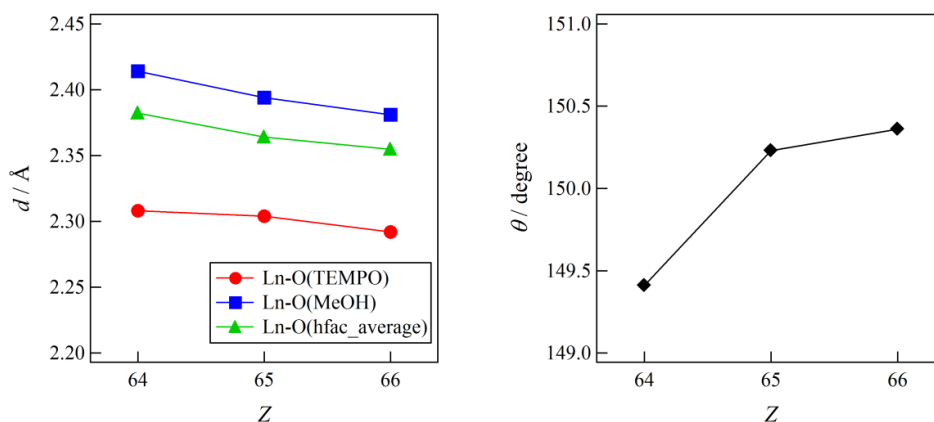 2.45
2.40
2.35
2.30
2.25
2.20
d / Å
Ln-O(TEMPO)
Ln-O(MeOH)
Ln-O(hfac_average)
64 65 66
Z
151.0
150.5
150.0
149.5
149.0
θ / degree
64 65 66
Z